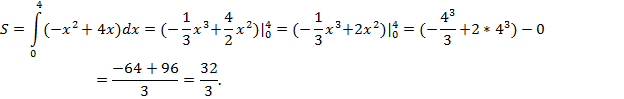 S = ∫₀⁴ (−x² + 4x)dx = (−1/3 x³ + 4/2 x²)|₀⁴ = (−1/3 x³ + 2x²)|₀⁴ = (−4³/3 + 2 * 4³) − 0
= (−64 + 96)/3 = 32/3.